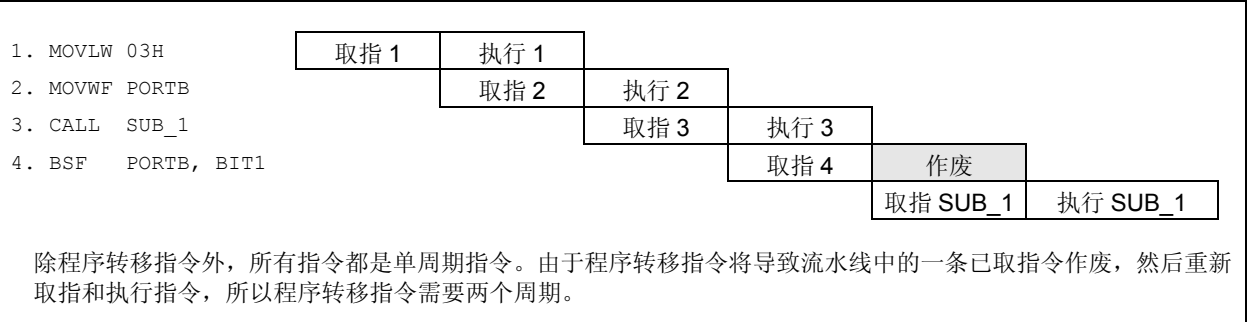 1. MOVLW 03H 取指 1 执行 1
2. MOVWF PORTB 取指 2 执行 2
3. CALL SUB_1 取指 3 执行 3
4. BSF PORTB, BIT1 取指 4 作废
取指 SUB_1 执行 SUB_1
除程序转移指令外，所有指令都是单周期指令。由于程序转移指令将导致流水线中的一条已取指令作废，然后重新
取指和执行指令，所以程序转移指令需要两个周期。